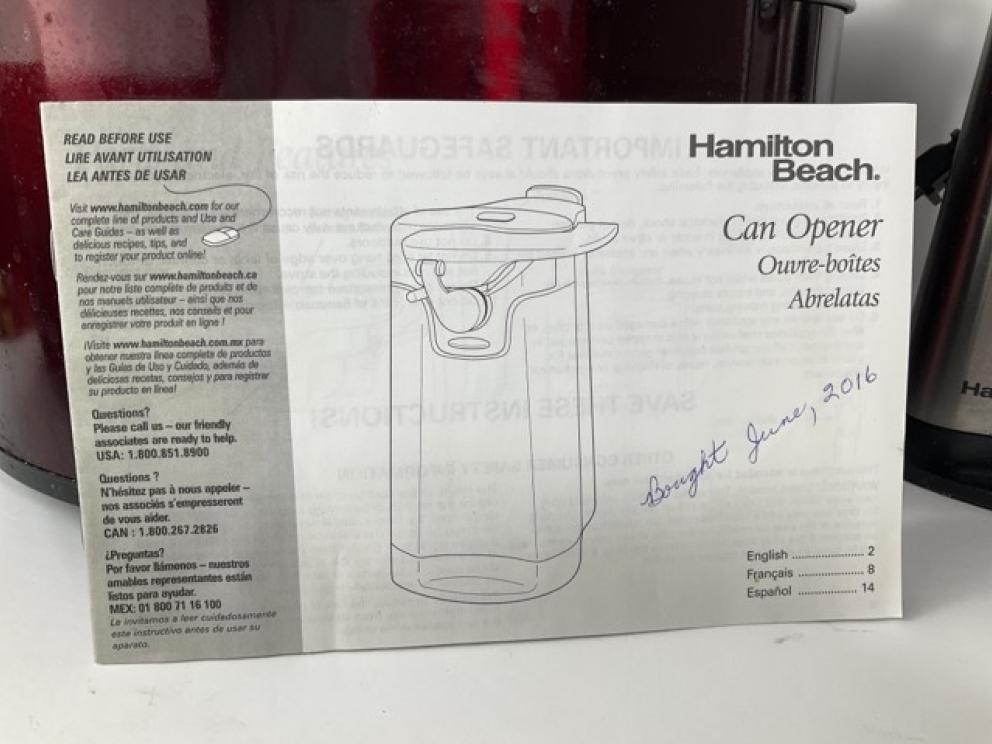 READ BEFORE USE
LIRE AVANT UTILISATION
LEA ANTES DE USAR
Visit www.hamiltonbeach.com for our
complete line of products and Use and
Care Guides – as well as
delicious recipes, tips, and
to register your product online!
Rendez-vous sur www.hamiltonbeach.ca
pour notre liste complète de produits et de
nos manuels utilisateur – ainsi que nos
délicieuses recettes, nos conseils et pour
enregistrer votre produit en ligne !
¡Visite www.hamiltonbeach.com.mx para
obtener nuestra línea completa de productos
y las Guías de Uso y Cuidado, además de
deliciosas recetas, consejos y para registrar
su producto en línea!
Questions?
Please call us – our friendly
associates are ready to help.
USA: 1.800.851.8900
Questions ?
N'hésitez pas à nous appeler –
nos associés s'empresseront
de vous aider.
CAN : 1.800.267.2826
¿Preguntas?
Por favor llámenos – nuestros
amables representantes están
listos para ayudar.
MEX: 01 800 71 16 100
Le invitamos a leer cuidadosamente
este instructivo antes de usar su
aparato.
Hamilton
Beach.
Can Opener
Ouvre-boîtes
Abrelatas
Bought June, 2016
English ...................... 2
Français .................... 8
Español .................. 14
IMPORTANT SAFEGUARDS
SAVE THESE INSTRUCTIONS!
OTHER CONSUMER SAFETY INFORMATION
Ha